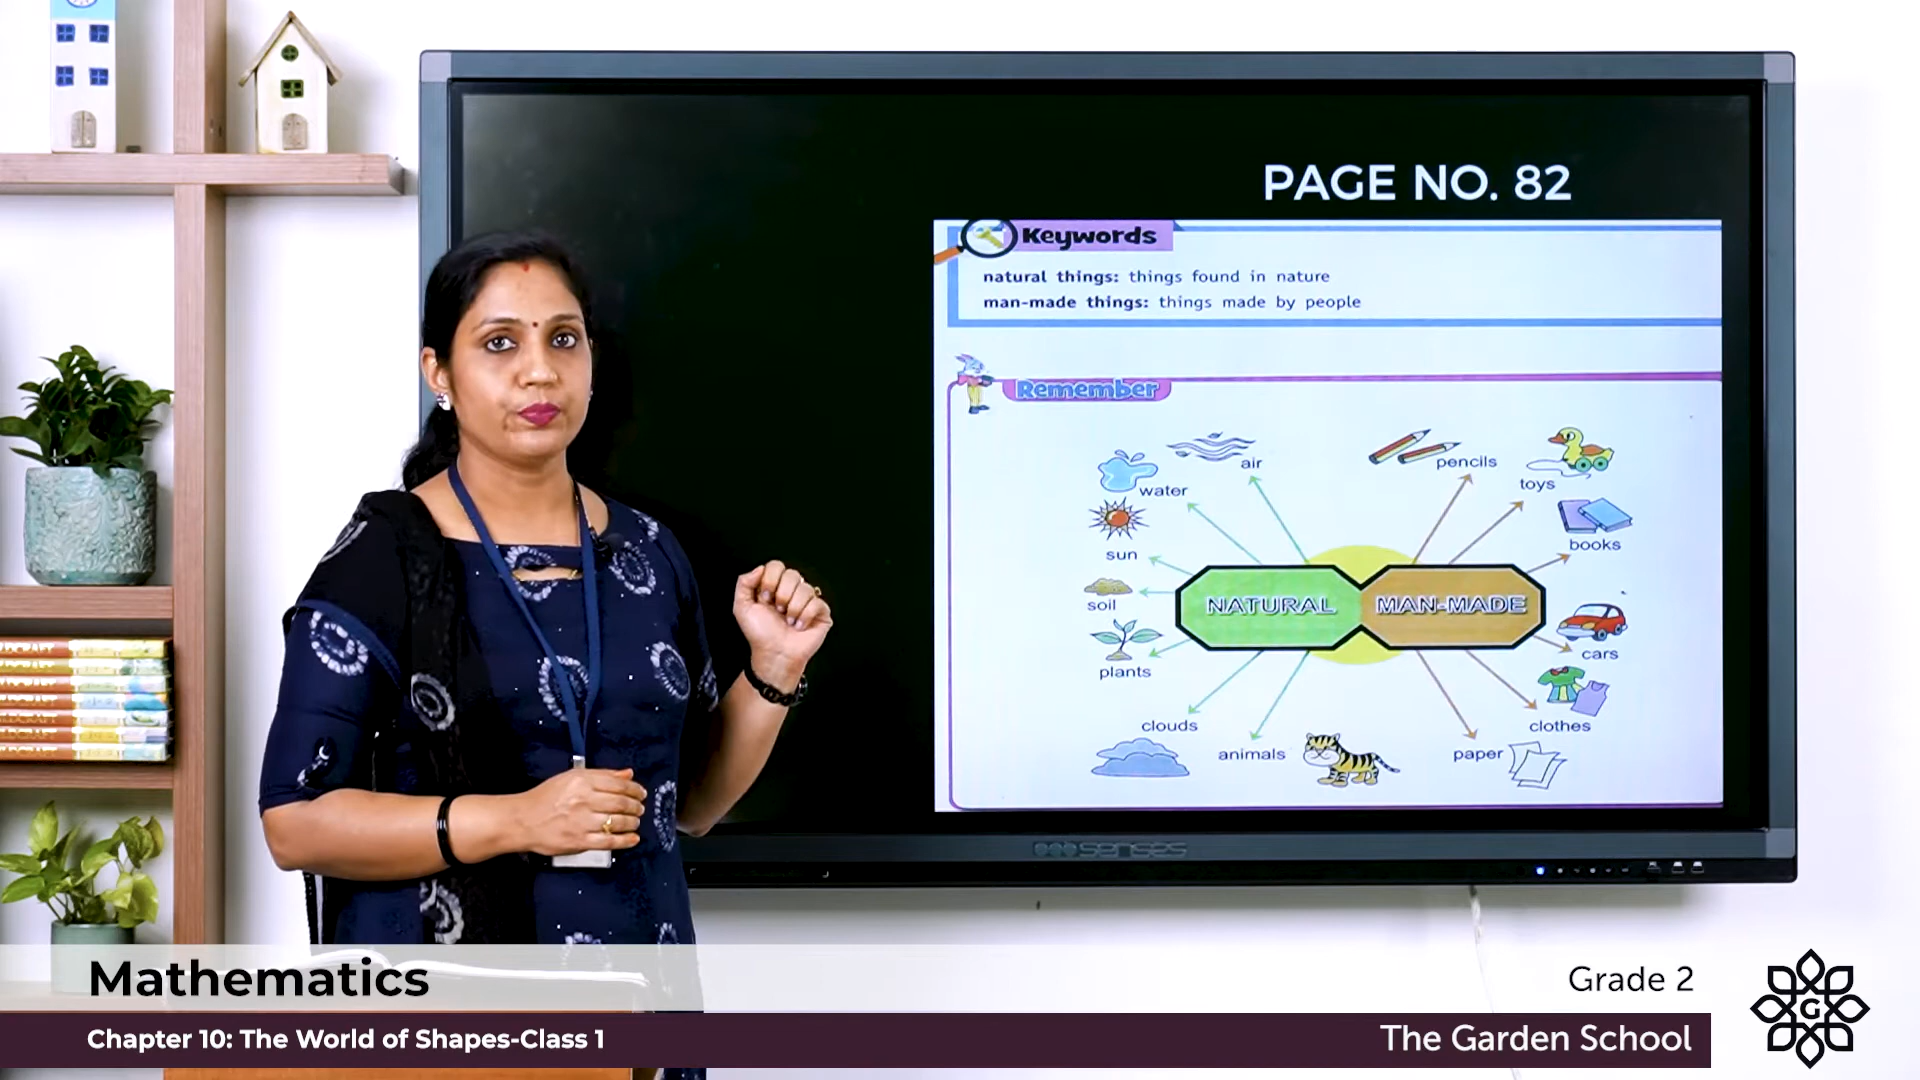 PAGE NO. 82
Keywords
natural things: things found in nature
man-made things: things made by people
Remember
air
water
sun
soil
plants
clouds
animals
NATURAL
MAN-MADE
pencils
toys
books
cars
clothes
paper
senses
Mathematics
Grade 2
Chapter 10: The World of Shapes-Class 1
The Garden School
G